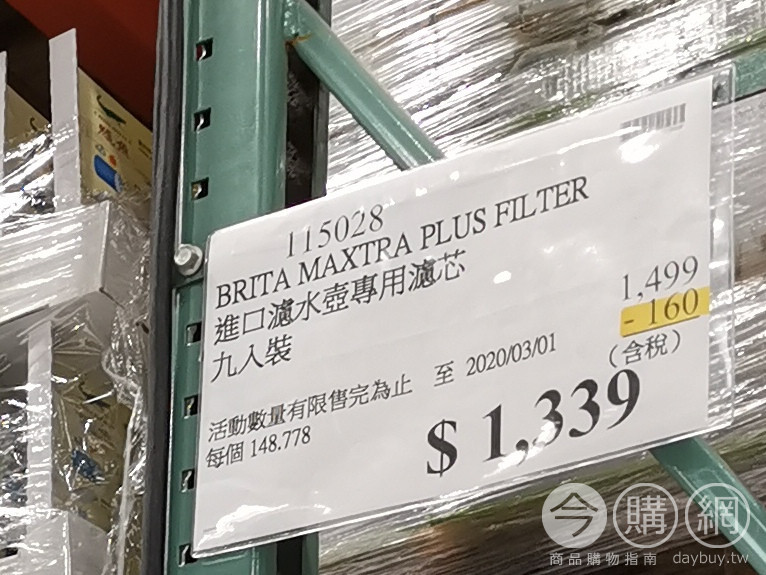 115028
BRITA MAXTRA PLUS FILTER
進口濾水壺專用濾芯
九入裝
1,499
- 160
(含稅)
活動數量有限售完為止 至 2020/03/01
每個 148.778
$ 1,339
今購網
商品購物指南 daybuy.tw